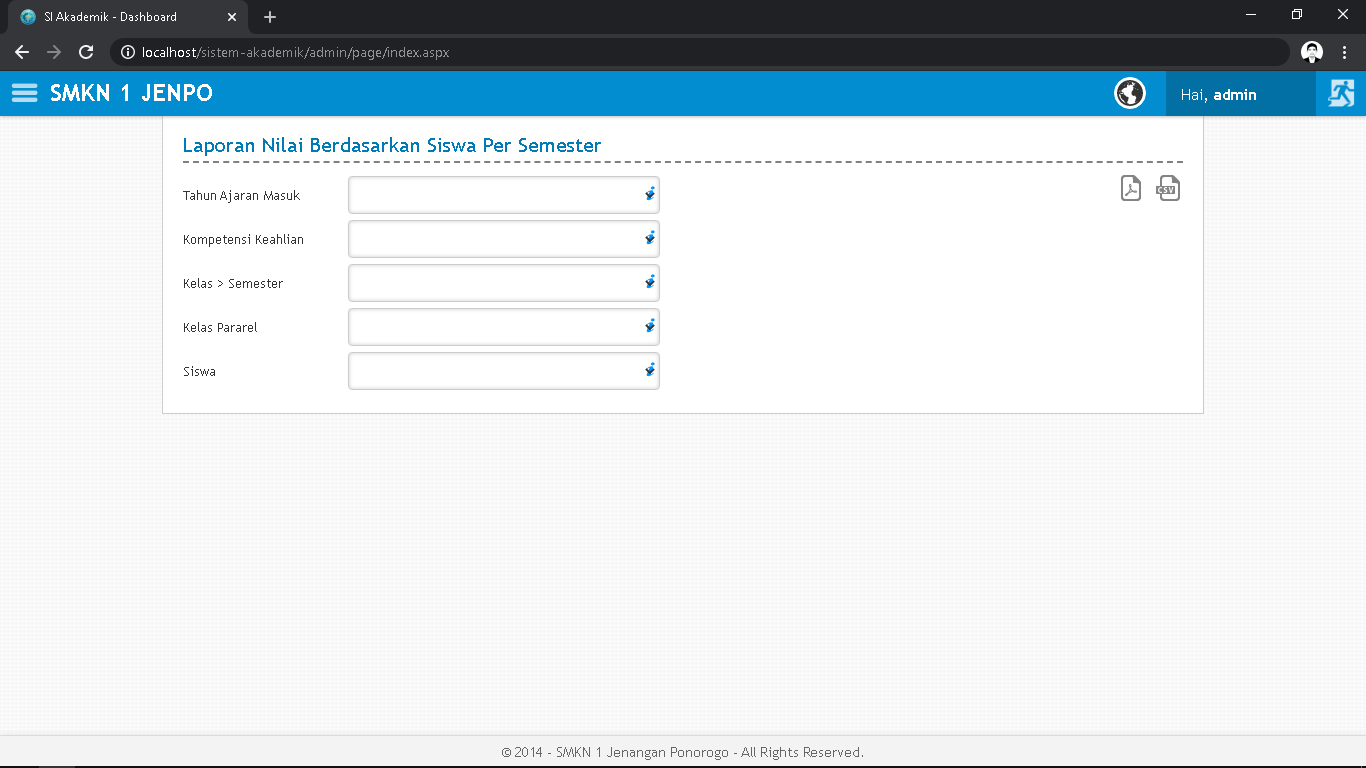 SI Akademik - Dashboard
localhost/sistem-akademik/admin/page/index.aspx
SMKN 1 JENPO
Hai, admin
Laporan Nilai Berdasarkan Siswa Per Semester
Tahun Ajaran Masuk
CSV
Kompetensi Keahlian
Kelas > Semester
Kelas Pararel
Siswa
© 2014 - SMKN 1 Jenangan Ponorogo - All Rights Reserved.